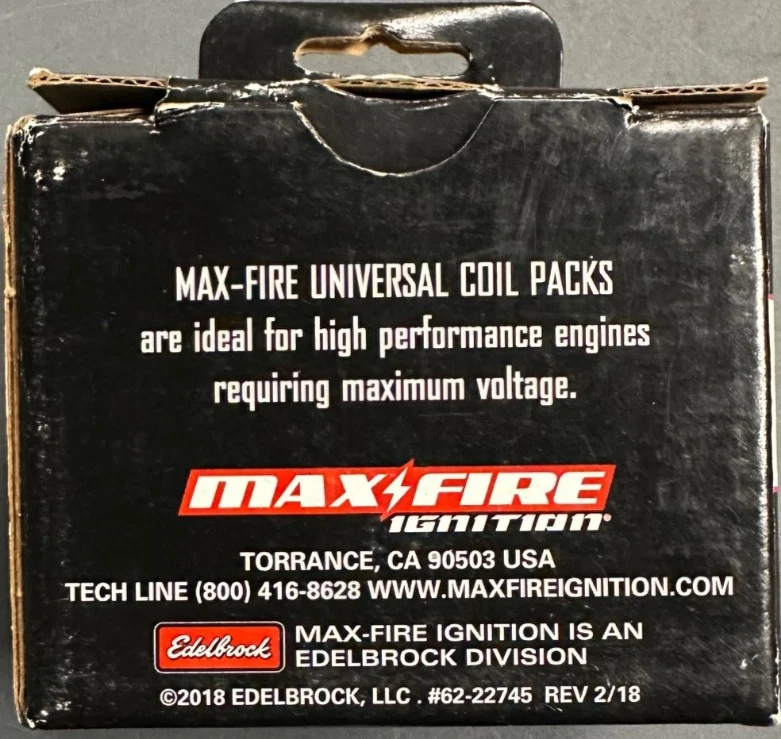 MAX-FIRE UNIVERSAL COIL PACKS
are ideal for high performance engines
requiring maximum voltage.
MAX FIRE
IGNITION
TORRANCE, CA 90503 USA
TECH LINE (800) 416-8628 WWW.MAXFIREIGNITION.COM
Edelbrock
MAX-FIRE IGNITION IS AN
EDELBROCK DIVISION
©2018 EDELBROCK, LLC . #62-22745 REV 2/18